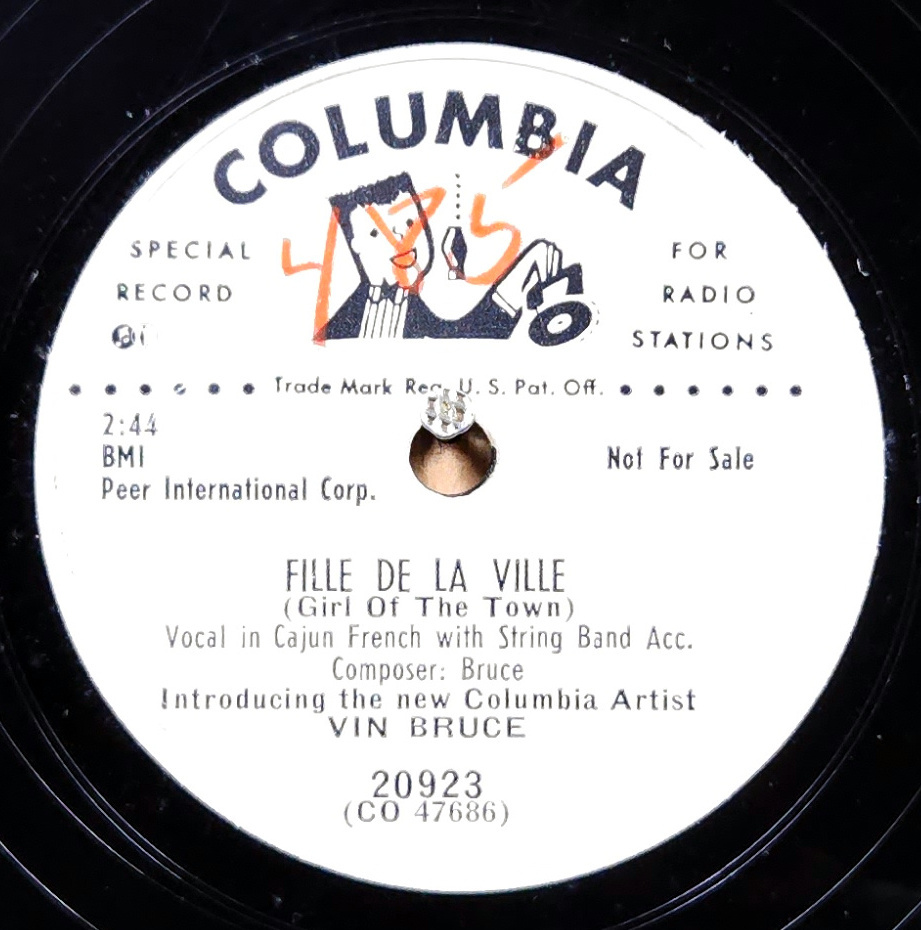 COLUMBIA
SPECIAL
RECORD
FOR
RADIO
STATIONS
Trade Mark Reg. U. S. Pat. Off.
2:44
BMI
Peer International Corp.
Not For Sale
FILLE DE LA VILLE
(Girl Of The Town)
Vocal in Cajun French with String Band Acc.
Composer: Bruce
Introducing the new Columbia Artist
VIN BRUCE
20923
(CO 47686)